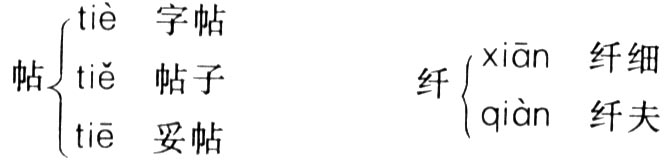 帖
tiè 字帖
tiě 帖子
tiē 妥帖
纤
xiān 纤细
qiàn 纤夫